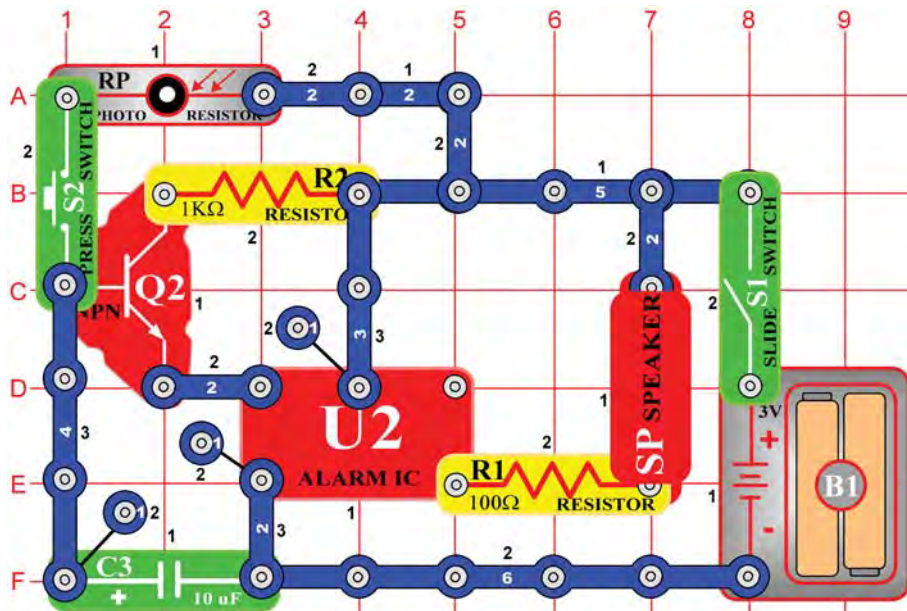 1 2 3 4 5 6 7 8 9
A
B
C
D
E
F
1
RP
PHOTO RESISTOR
2 2
1 2
2
PRESS SWITCH
S2
2 2
R2
1KΩ RESISTO
2
1 5
2 2
SLIDE SWITCH
S1
2
NPN
Q2
1
2 1
3 3
SP SPEAKER
1
2
2
U2
ALARM IC
1
3V
+
-
B1
1
4 3
1
2
2 3
R1
100Ω RESISTOR
2
1 2
C3
+
10 uF
1
2
6